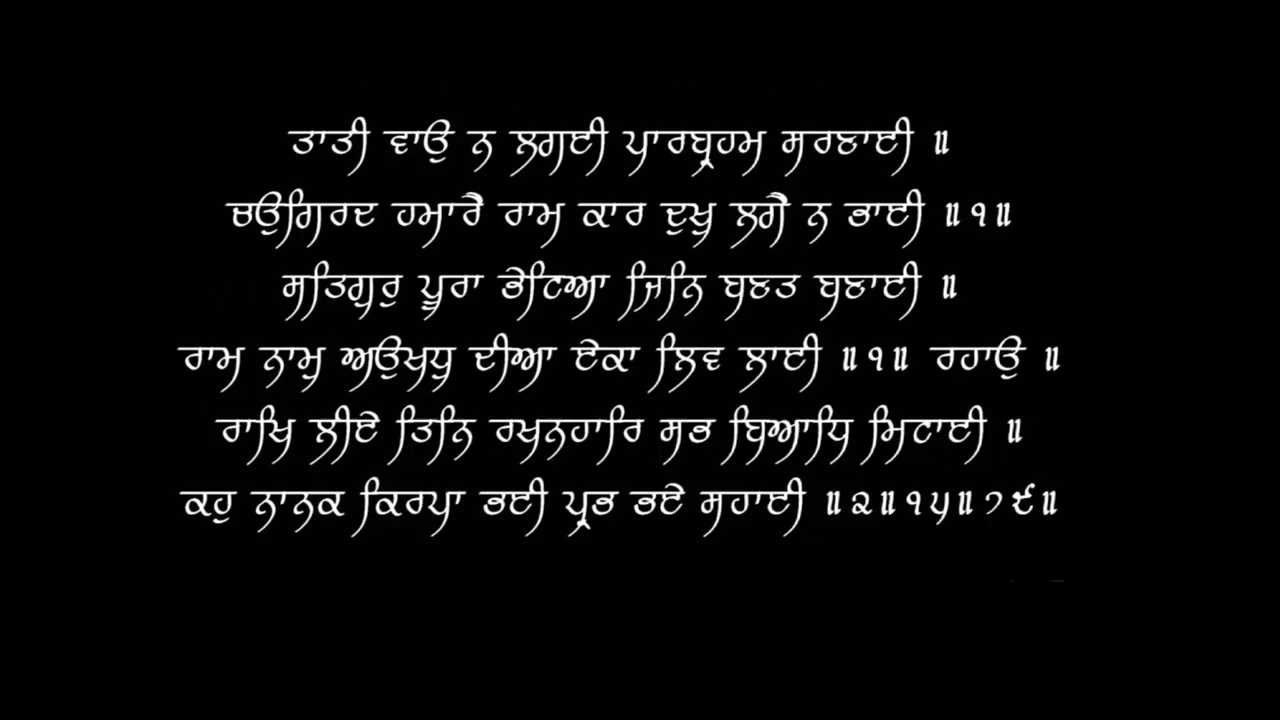 ਤਾਤੀ ਵਾਉ ਨ ਲਗਈ ਪਾਰਬ੍ਰਹਮ ਸਰਣਾਈ ॥
ਚਉਗਿਰਦ ਹਮਾਰੈ ਰਾਮ ਕਾਰ ਦੁਖੁ ਲਗੈ ਨ ਭਾਈ ॥੧॥
ਸਤਿਗੁਰੁ ਪੂਰਾ ਭੇਟਿਆ ਜਿਨਿ ਬਣਤ ਬਣਾਈ ॥
ਰਾਮ ਨਾਮੁ ਅਉਖਧੁ ਦੀਆ ਏਕਾ ਲਿਵ ਲਾਈ ॥੧॥ ਰਹਾਉ ॥
ਰਾਖਿ ਲੀਏ ਤਿਨਿ ਰਖਨਹਾਰਿ ਸਭ ਬਿਆਧਿ ਮਿਟਾਈ ॥
ਕਹੁ ਨਾਨਕ ਕਿਰਪਾ ਭਈ ਪ੍ਰਭ ਭਏ ਸਹਾਈ ॥੨॥੧੫॥੭੯॥